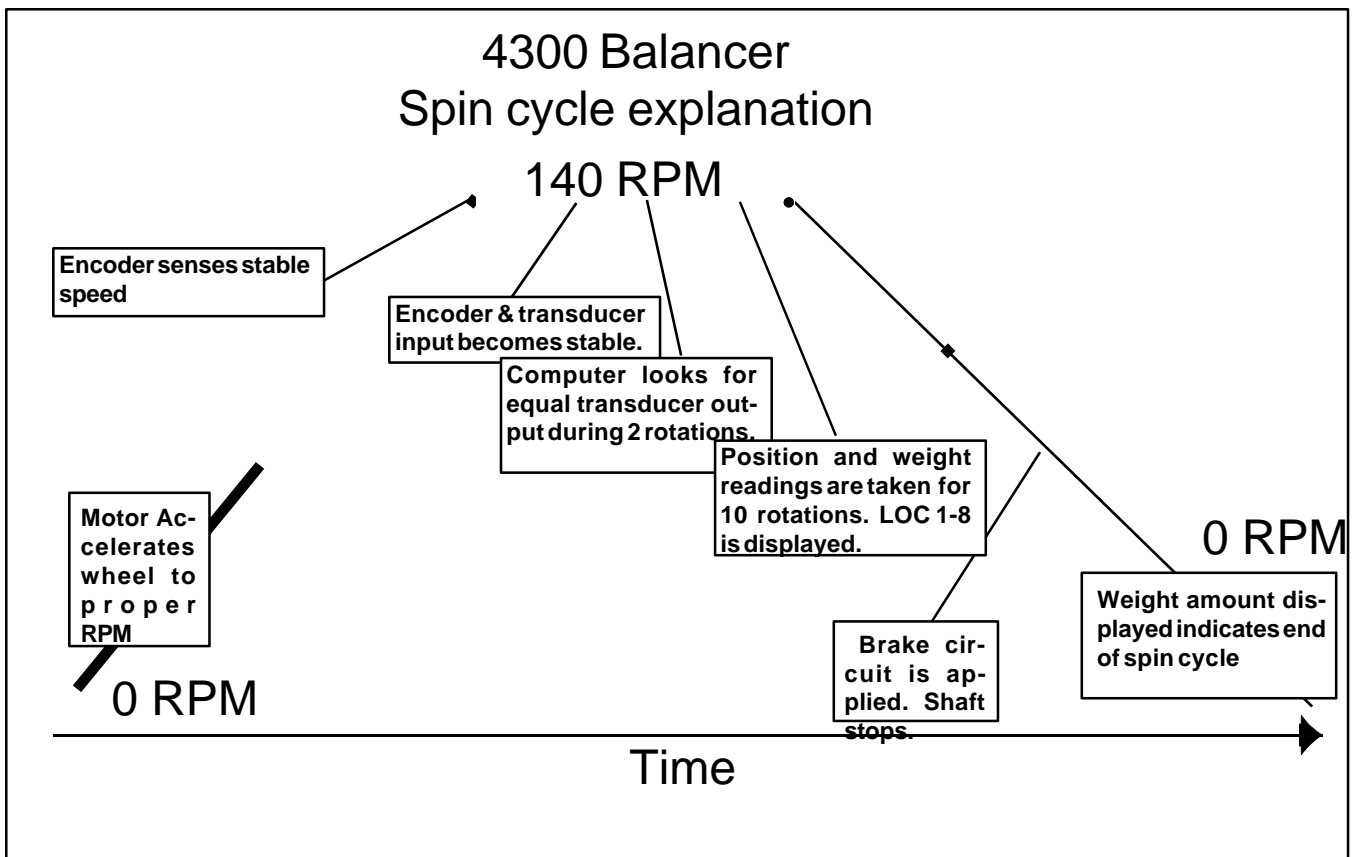 4300 Balancer
Spin cycle explanation
140 RPM
Encoder senses stable
speed
Encoder & transducer
input becomes stable.
Computer looks for
equal transducer out-
put during 2 rotations.
Position and weight
readings are taken for
10 rotations. LOC 1-8
is displayed.
Motor Ac-
celerates
wheel to
proper
RPM
0 RPM
Brake cir-
cuit is ap-
plied. Shaft
stops.
0 RPM
Weight amount dis-
played indicates end
of spin cycle
Time